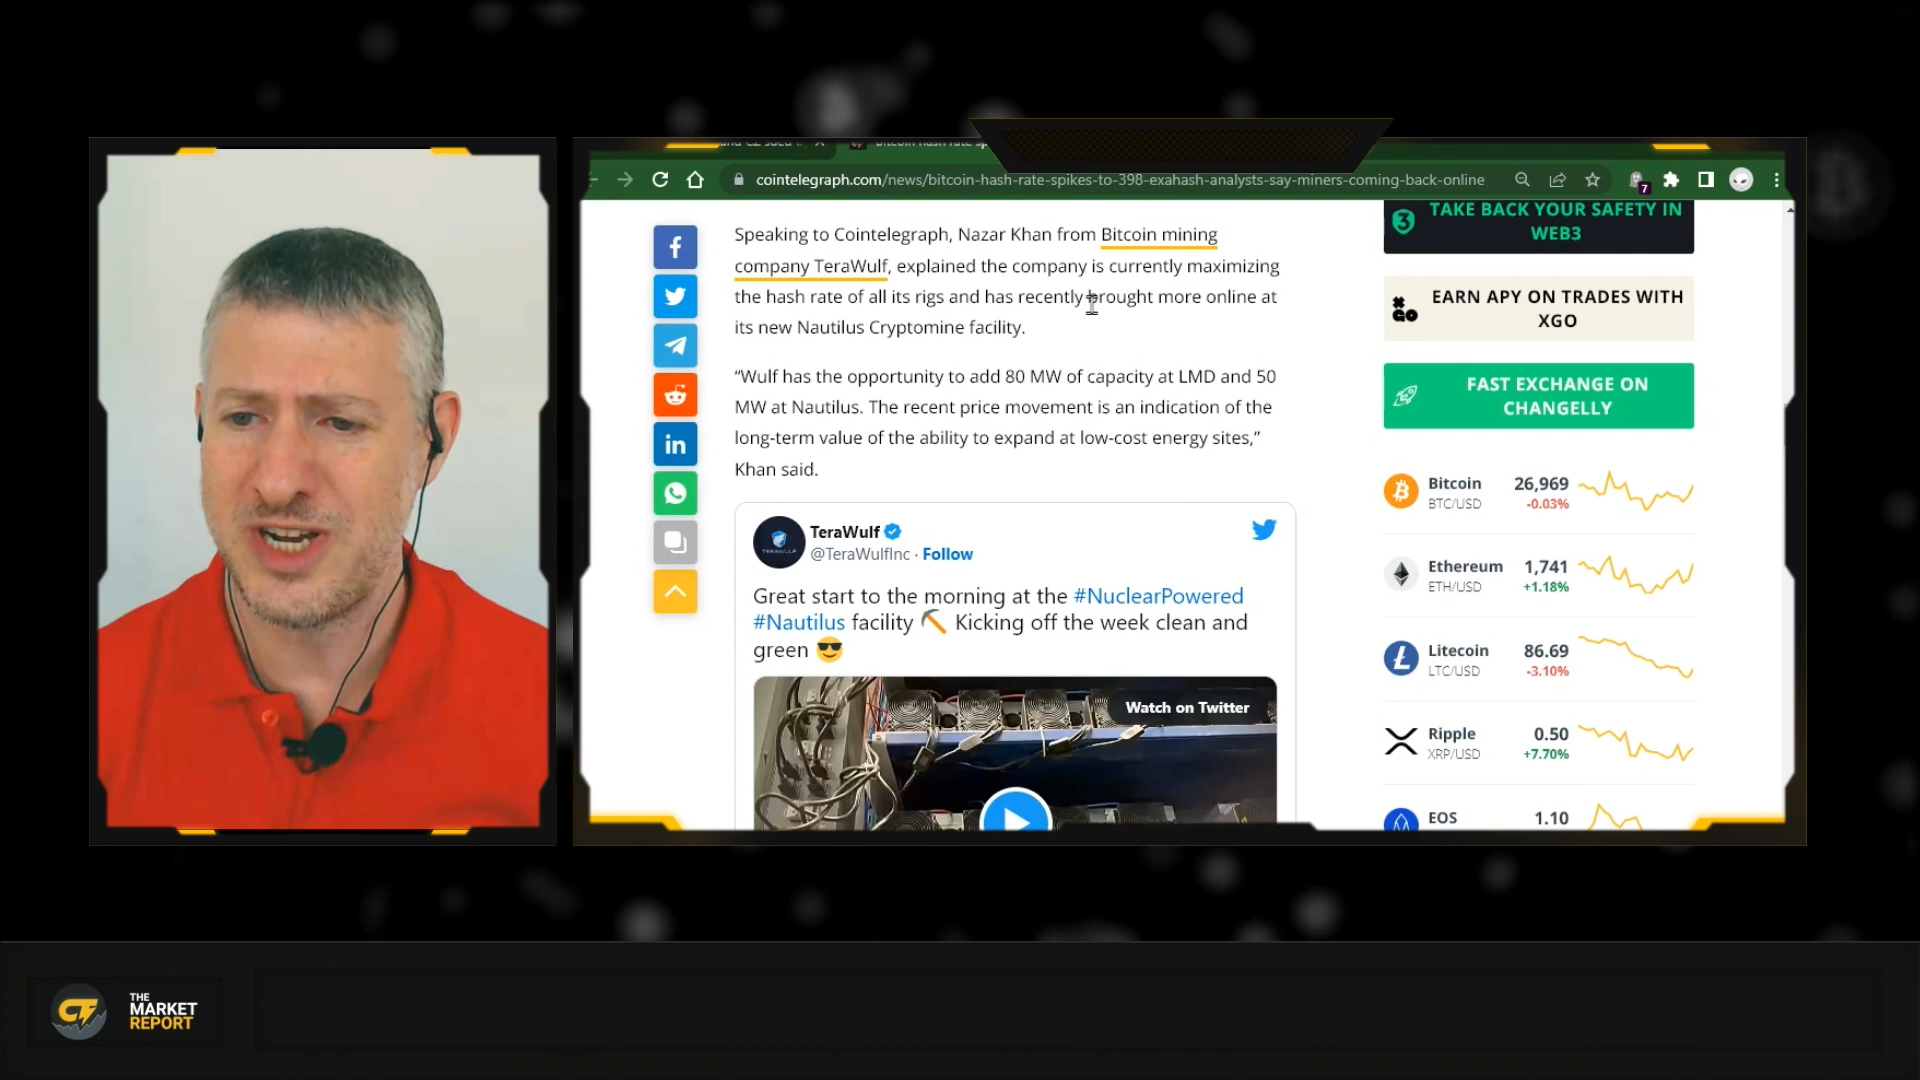 and CZ sued
Bitcoin hash rate sp
cointelegraph.com/news/bitcoin-hash-rate-spikes-to-398-exahash-analysts-say-miners-coming-back-online
7
Speaking to Cointelegraph, Nazar Khan from Bitcoin mining
company TeraWulf, explained the company is currently maximizing
the hash rate of all its rigs and has recently brought more online at
its new Nautilus Cryptomine facility.
“Wulf has the opportunity to add 80 MW of capacity at LMD and 50
MW at Nautilus. The recent price movement is an indication of the
long-term value of the ability to expand at low-cost energy sites,”
Khan said.
TeraWulf
@TeraWulfInc · Follow
Great start to the morning at the #NuclearPowered
#Nautilus facility ⛏️ Kicking off the week clean and
green 😎
Watch on Twitter
TAKE BACK YOUR SAFETY IN
WEB3
EARN APY ON TRADES WITH
XGO
FAST EXCHANGE ON
CHANGELLY
Bitcoin 26,969
BTC/USD -0.03%
Ethereum 1,741
ETH/USD +1.18%
Litecoin 86.69
LTC/USD -3.10%
Ripple 0.50
XRP/USD +7.70%
EOS 1.10
THE
MARKET
REPORT